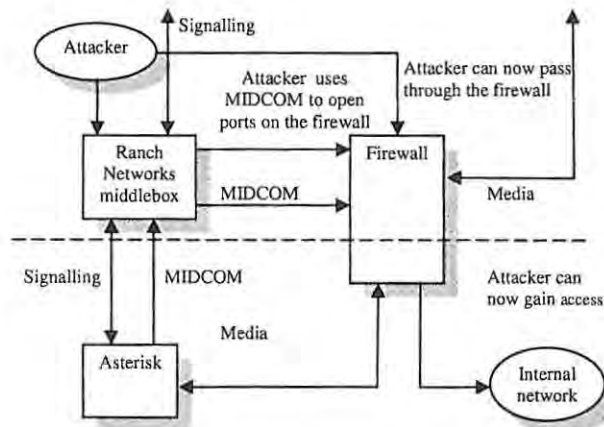 Signalling
Attacker
Attacker uses
MIDCOM to open
ports on the firewall
Attacker can now pass
through the firewall
Ranch
Networks
middlebox
Firewall
MIDCOM
Media
Signalling
MIDCOM
Attacker can
now gain access
Media
Asterisk
Internal
network